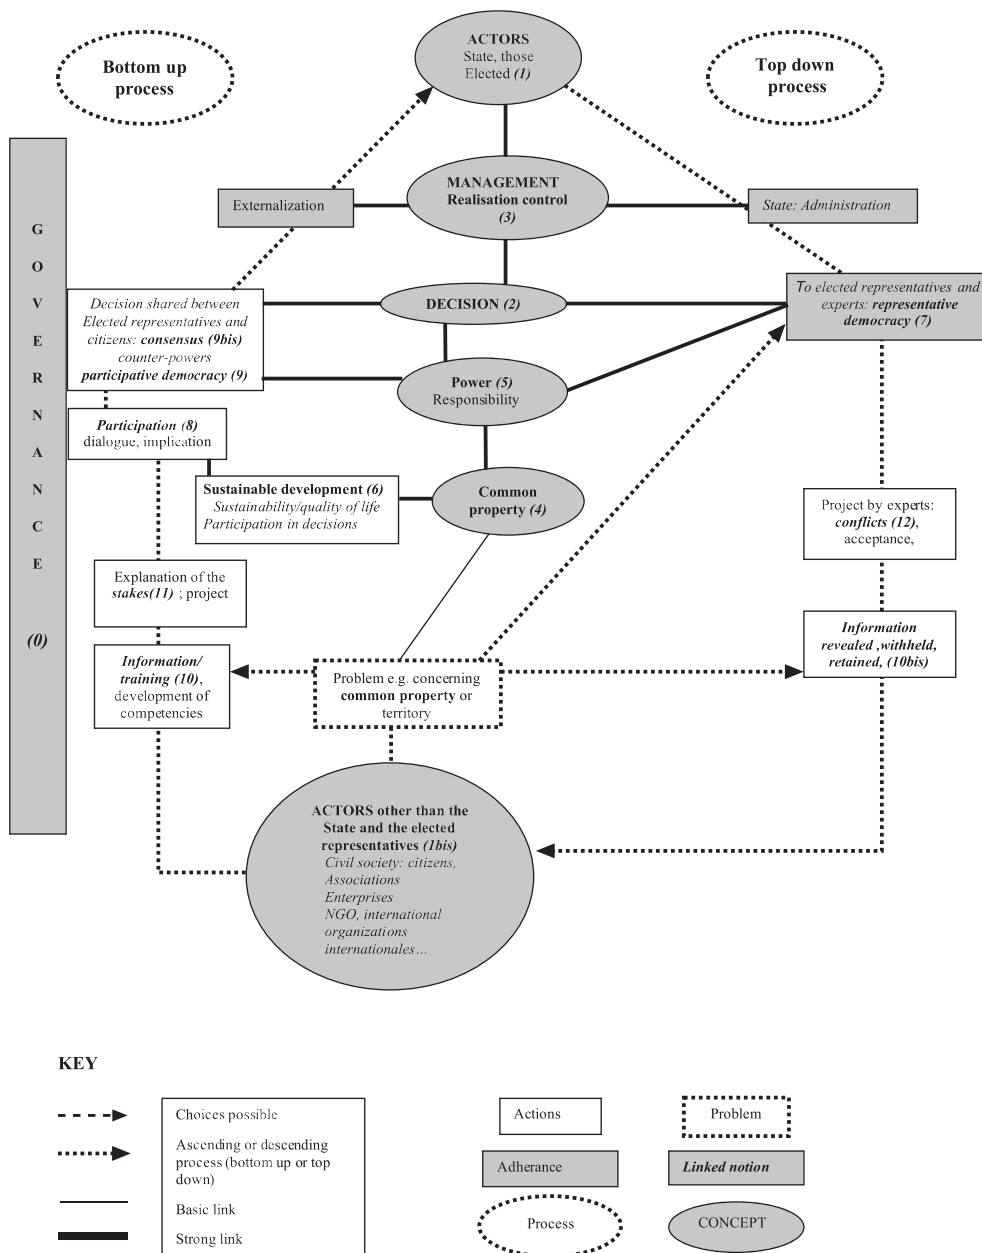 ACTORS
State, those
Elected (1)
Bottom up
process
Top down
process
MANAGEMENT
Realisation control
(3)
Externalization
State: Administration
G
O
V
E
R
N
A
N
C
E
(0)
DECISION (2)
Decision shared between
Elected representatives and
citizens: consensus (9bis)
counter-powers
participative democracy (9)
To elected representatives and
experts: representative
democracy (7)
Power (5)
Responsibility
Participation (8)
dialogue, implication
Sustainable development (6)
Sustainability/quality of life
Participation in decisions
Common
property (4)
Project by experts:
conflicts (12),
acceptance,
Explanation of the
stakes(11) ; project
Information/
training (10),
development of
competencies
Problem e.g. concerning
common property or
territory
Information
revealed ,withheld,
retained, (10bis)
ACTORS other than the
State and the elected
representatives (1bis)
Civil society: citizens,
Associations
Enterprises
NGO, international
organizations
internationales…
KEY
Choices possible
Ascending or descending
process (bottom up or top
down)
Basic link
Strong link
Actions
Problem
Adherance
Linked notion
Process
CONCEPT